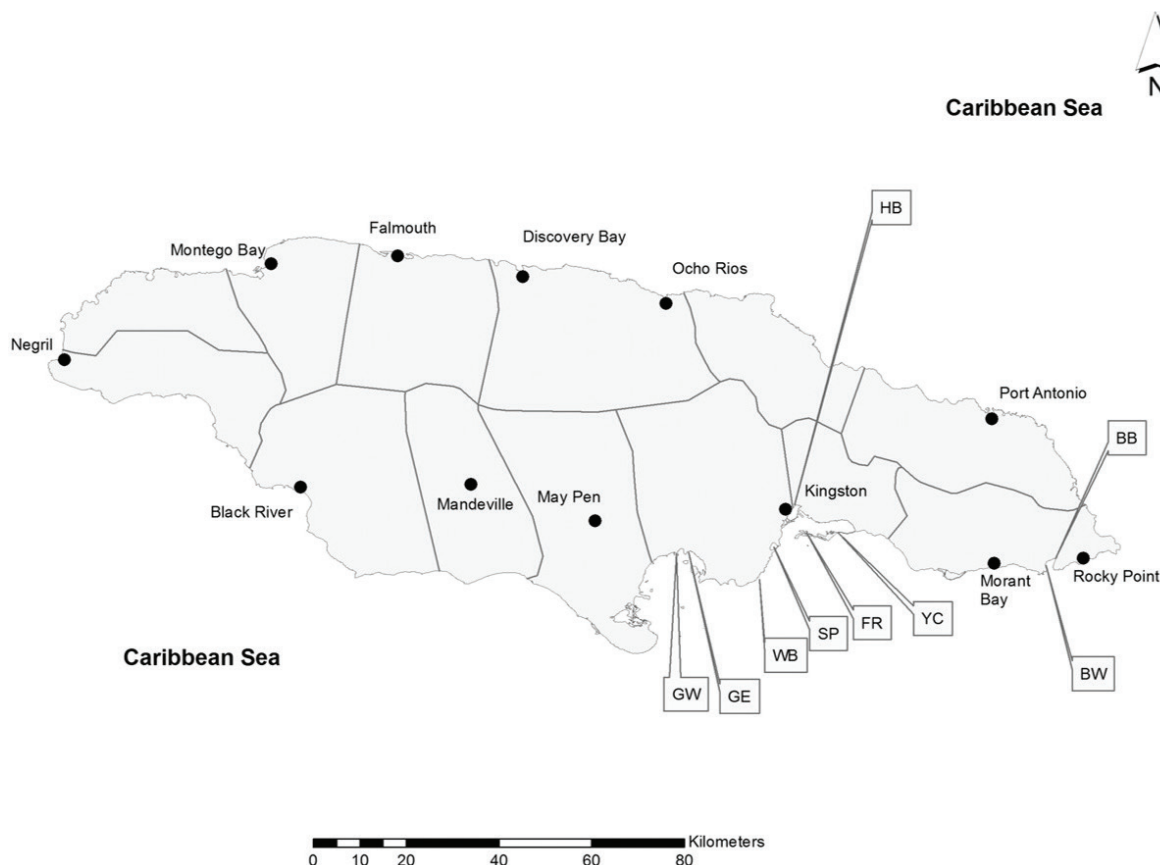 N
Caribbean Sea
HB
Falmouth
Discovery Bay
Montego Bay
Ocho Rios
Negril
Port Antonio
BB
Kingston
Mandeville
May Pen
Black River
Morant
Bay
Rocky Point
YC
FR
SP
WB
Caribbean Sea
BW
GW
GE
Kilometers
0 10 20 40 60 80